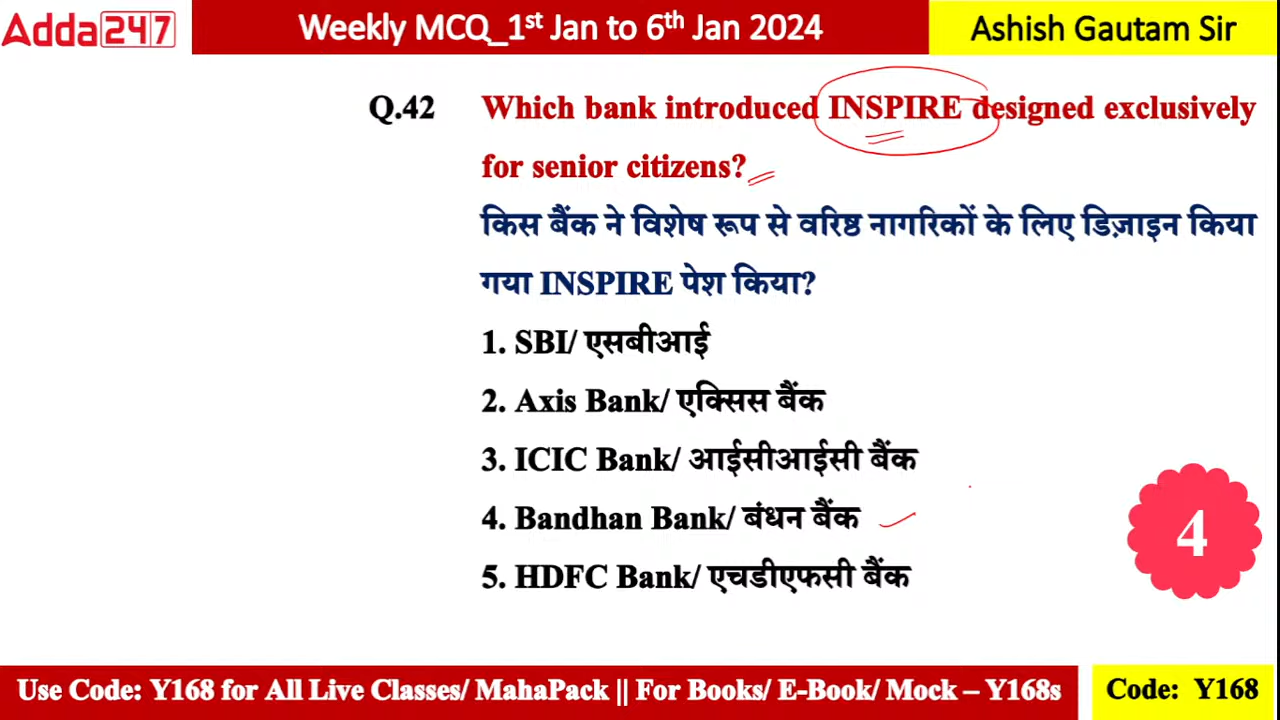 Adda247
Weekly MCQ_1st Jan to 6th Jan 2024
Ashish Gautam Sir
Q.42 Which bank introduced INSPIRE designed exclusively
for senior citizens?
किस बैंक ने विशेष रूप से वरिष्ठ नागरिकों के लिए डिज़ाइन किया
गया INSPIRE पेश किया?
1. SBI/ एसबीआई
2. Axis Bank/ एक्सिस बैंक
3. ICIC Bank/ आईसीआईसी बैंक
4. Bandhan Bank/ बंधन बैंक
5. HDFC Bank/ एचडीएफसी बैंक
4
Use Code: Y168 for All Live Classes/ MahaPack || For Books/ E-Book/ Mock – Y168s
Code: Y168